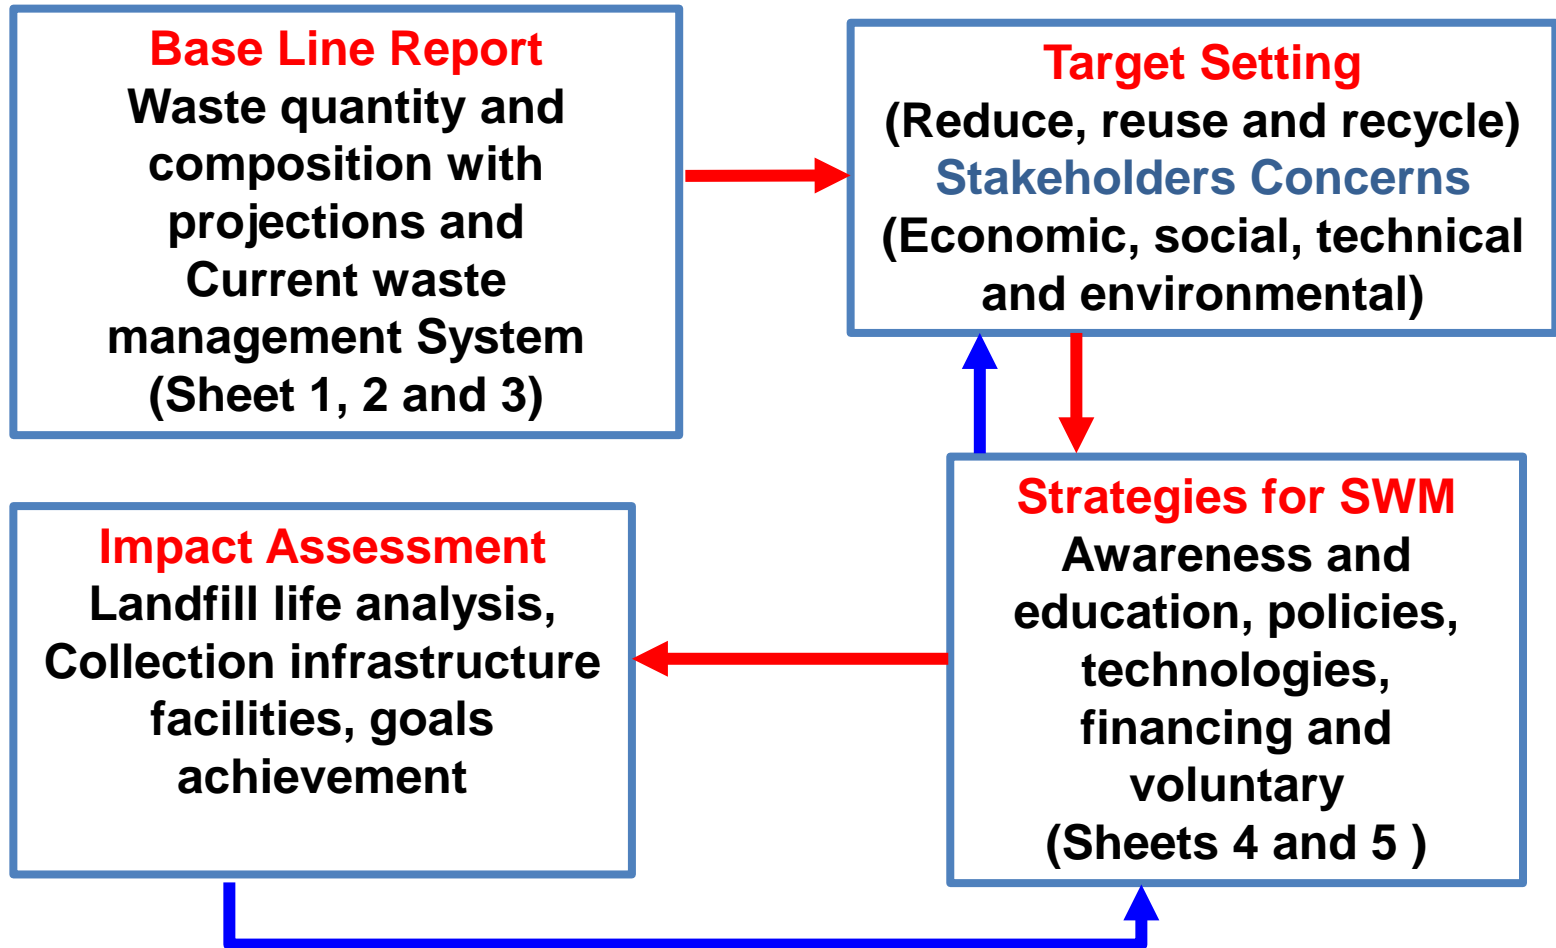 Base Line Report
Waste quantity and
composition with
projections and
Current waste
management System
(Sheet 1, 2 and 3)
Target Setting
(Reduce, reuse and recycle)
Stakeholders Concerns
(Economic, social, technical
and environmental)
Impact Assessment
Landfill life analysis,
Collection infrastructure
facilities, goals
achievement
Strategies for SWM
Awareness and
education, policies,
technologies,
financing and
voluntary
(Sheets 4 and 5 )